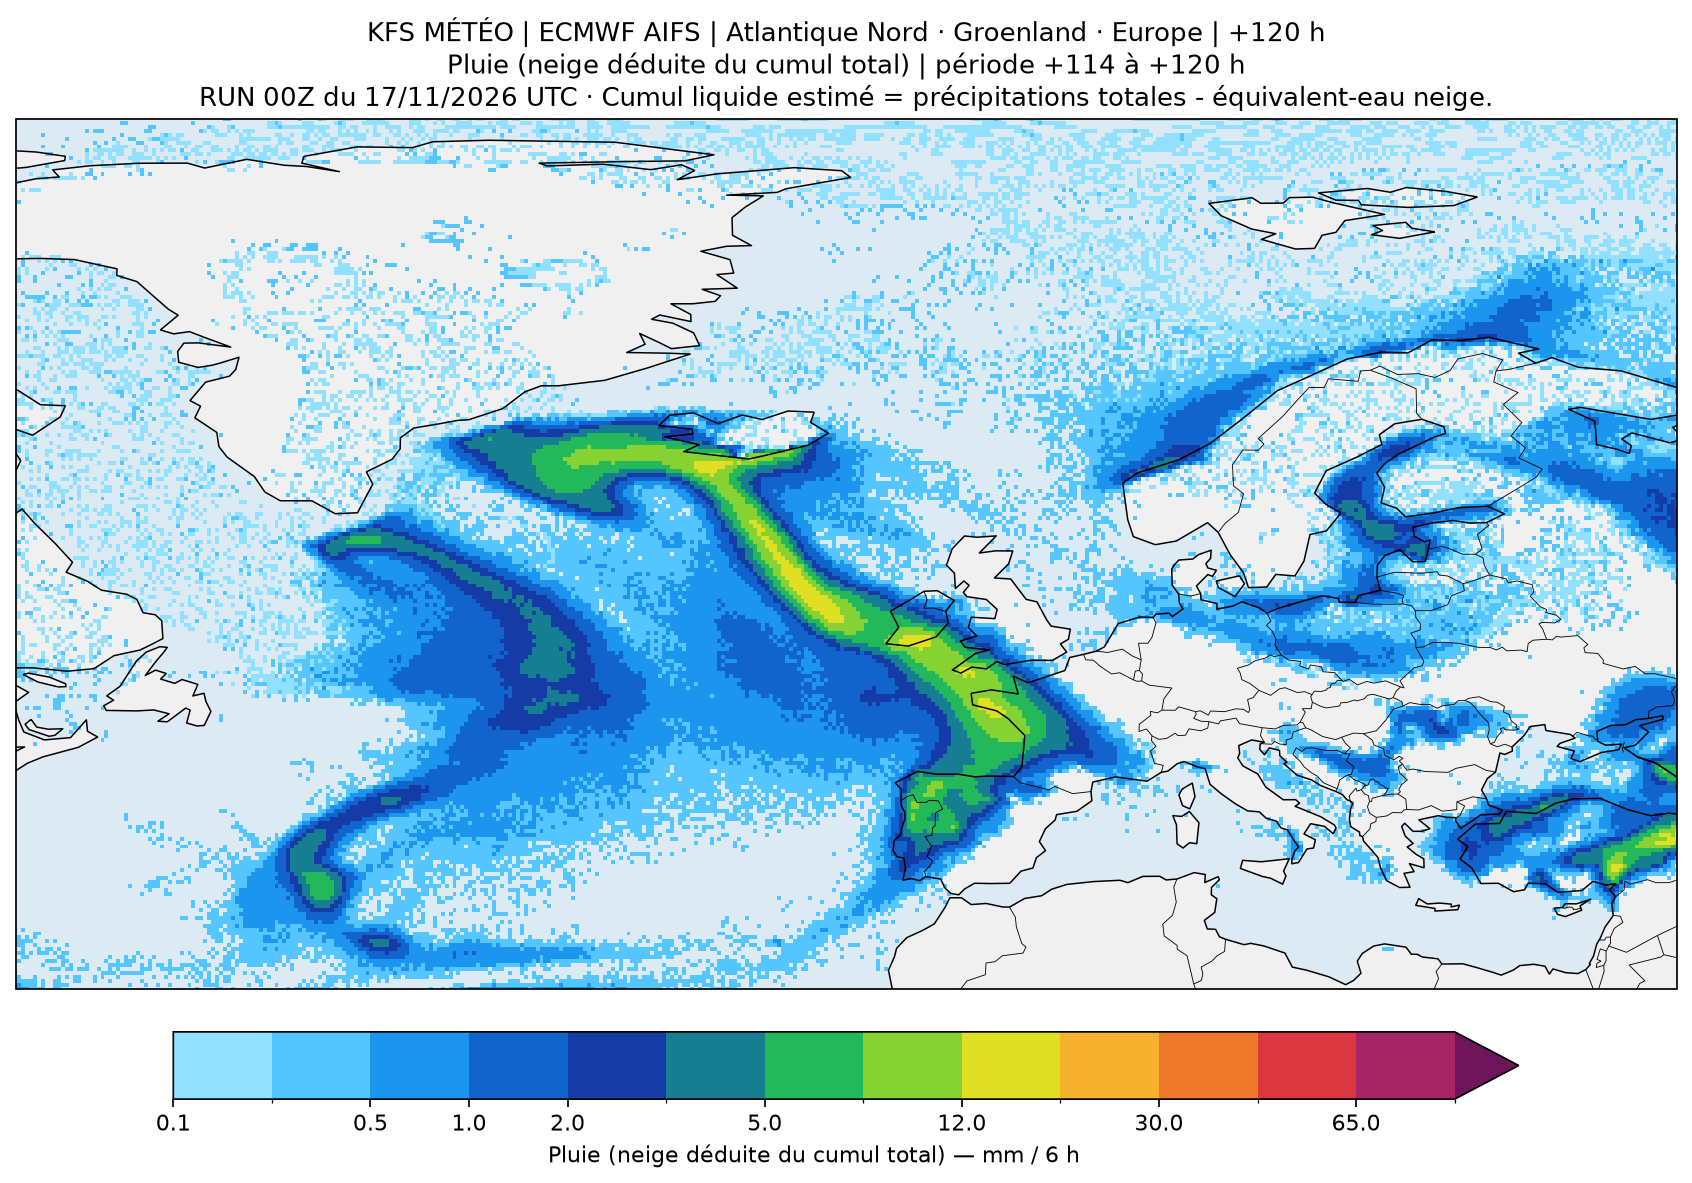 KFS MÉTÉO | ECMWF AIFS | Atlantique Nord · Groenland · Europe | +120 h
Pluie (neige déduite du cumul total) | période +114 à +120 h
RUN 00Z du 17/11/2026 UTC · Cumul liquide estimé = précipitations totales - équivalent-eau neige.
0.1 0.5 1.0 2.0 5.0 12.0 30.0 65.0
Pluie (neige déduite du cumul total) — mm / 6 h